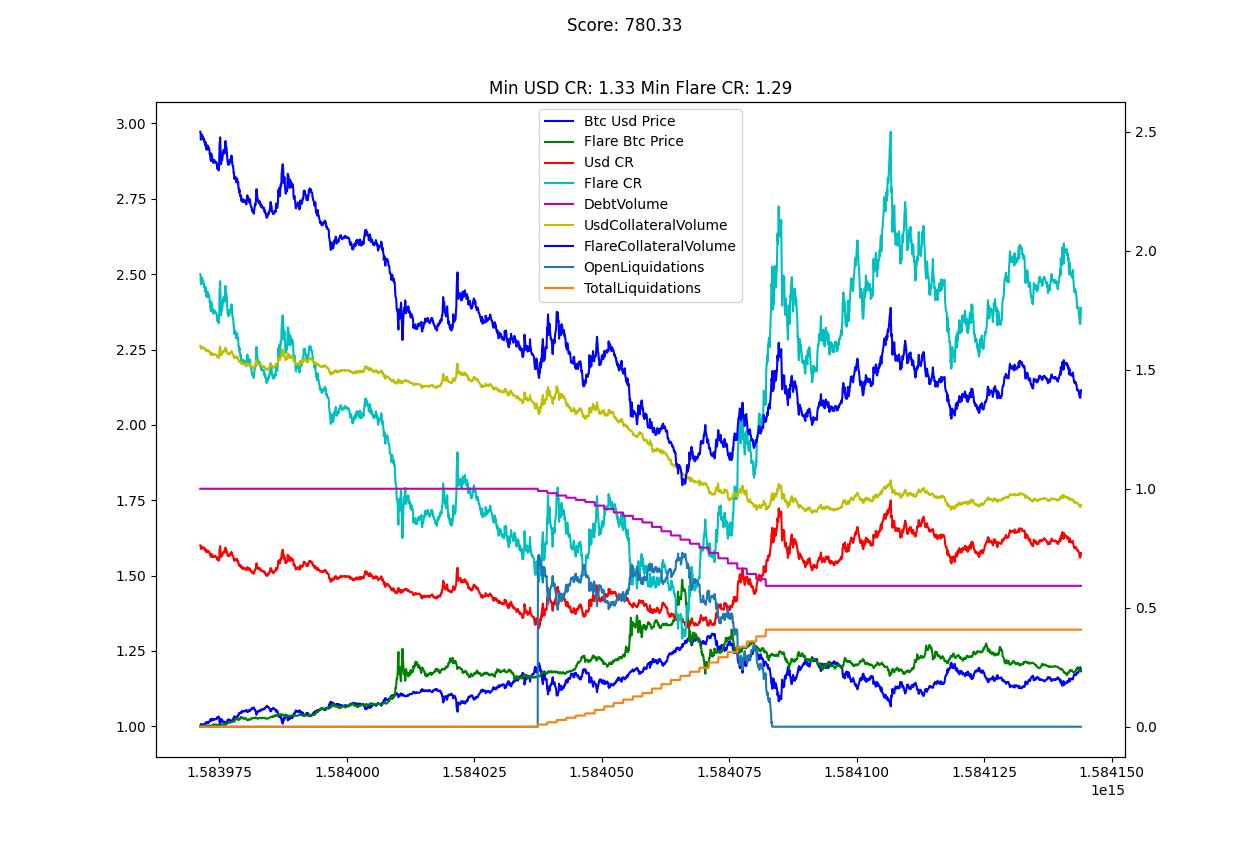 Score: 780.33
Min USD CR: 1.33 Min Flare CR: 1.29
Btc Usd Price
Flare Btc Price
Usd CR
Flare CR
DebtVolume
UsdCollateralVolume
FlareCollateralVolume
OpenLiquidations
TotalLiquidations
3.00
2.75
2.50
2.25
2.00
1.75
1.50
1.25
1.00
2.5
2.0
1.5
1.0
0.5
0.0
1.583975 1.584000 1.584025 1.584050 1.584075 1.584100 1.584125 1.584150
1e15